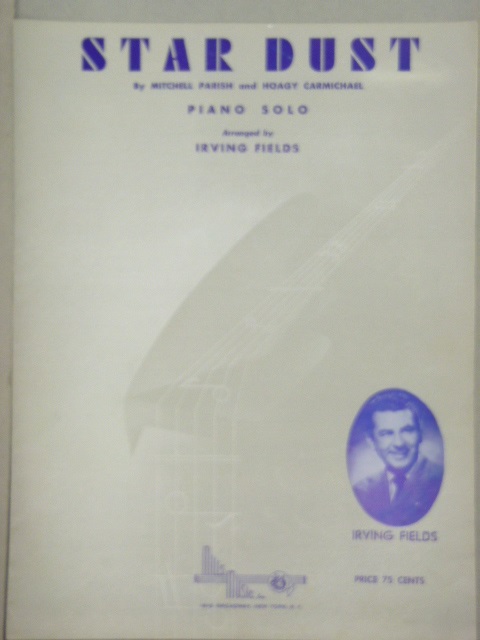 STAR DUST
By MITCHELL PARISH and HOAGY CARMICHAEL
PIANO SOLO
Arranged by
IRVING FIELDS
IRVING FIELDS
PRICE 75 CENTS